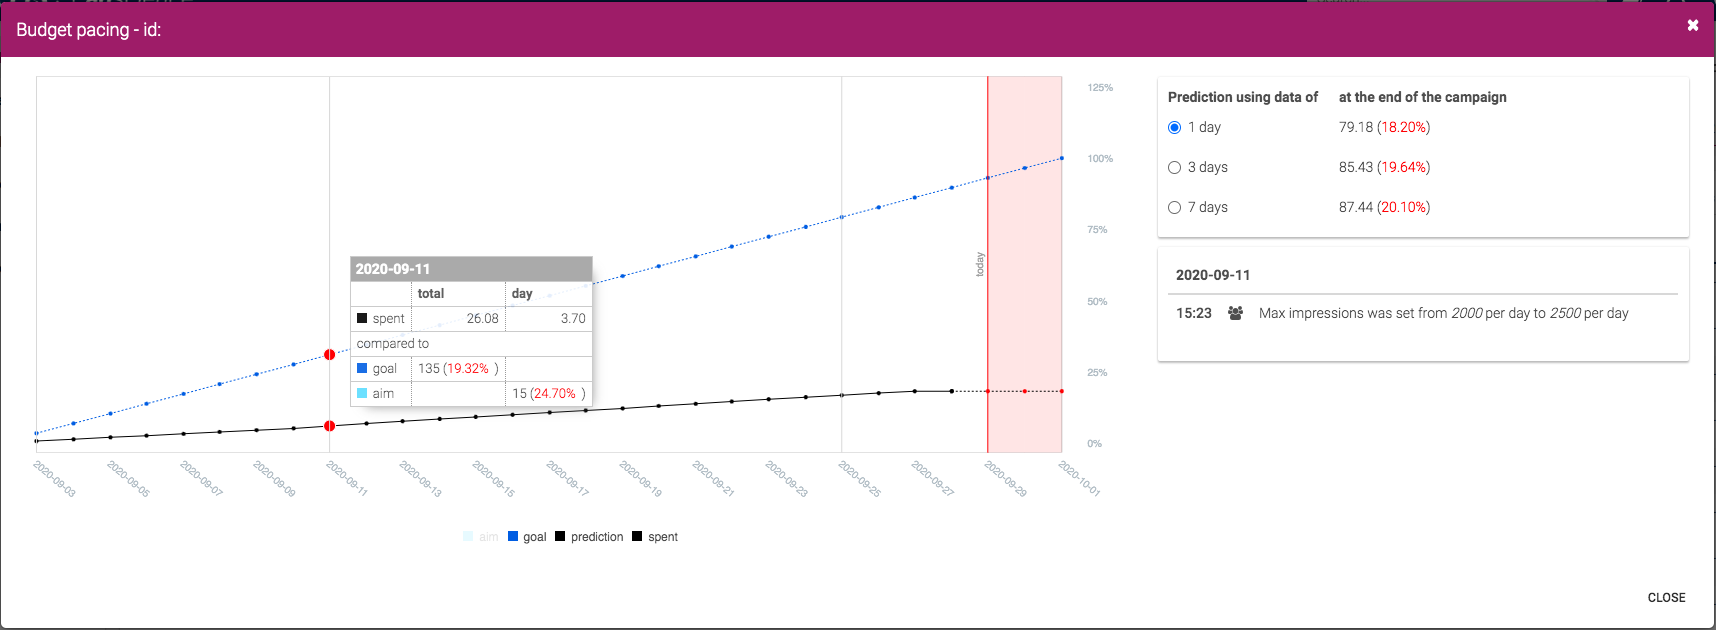 Budget pacing - id:
125%
100%
75%
50%
25%
0%
today
2020-09-11
total day
spent 26.08 3.70
compared to
goal 135 (19.32% )
aim 15 (24.70% )
2020-09-03
2020-09-05
2020-09-07
2020-09-09
2020-09-11
2020-09-13
2020-09-15
2020-09-17
2020-09-19
2020-09-21
2020-09-23
2020-09-25
2020-09-27
2020-09-29
2020-10-01
aim goal prediction spent
Prediction using data of at the end of the campaign
1 day 79.18 (18.20%)
3 days 85.43 (19.64%)
7 days 87.44 (20.10%)
2020-09-11
15:23 Max impressions was set from 2000 per day to 2500 per day
CLOSE